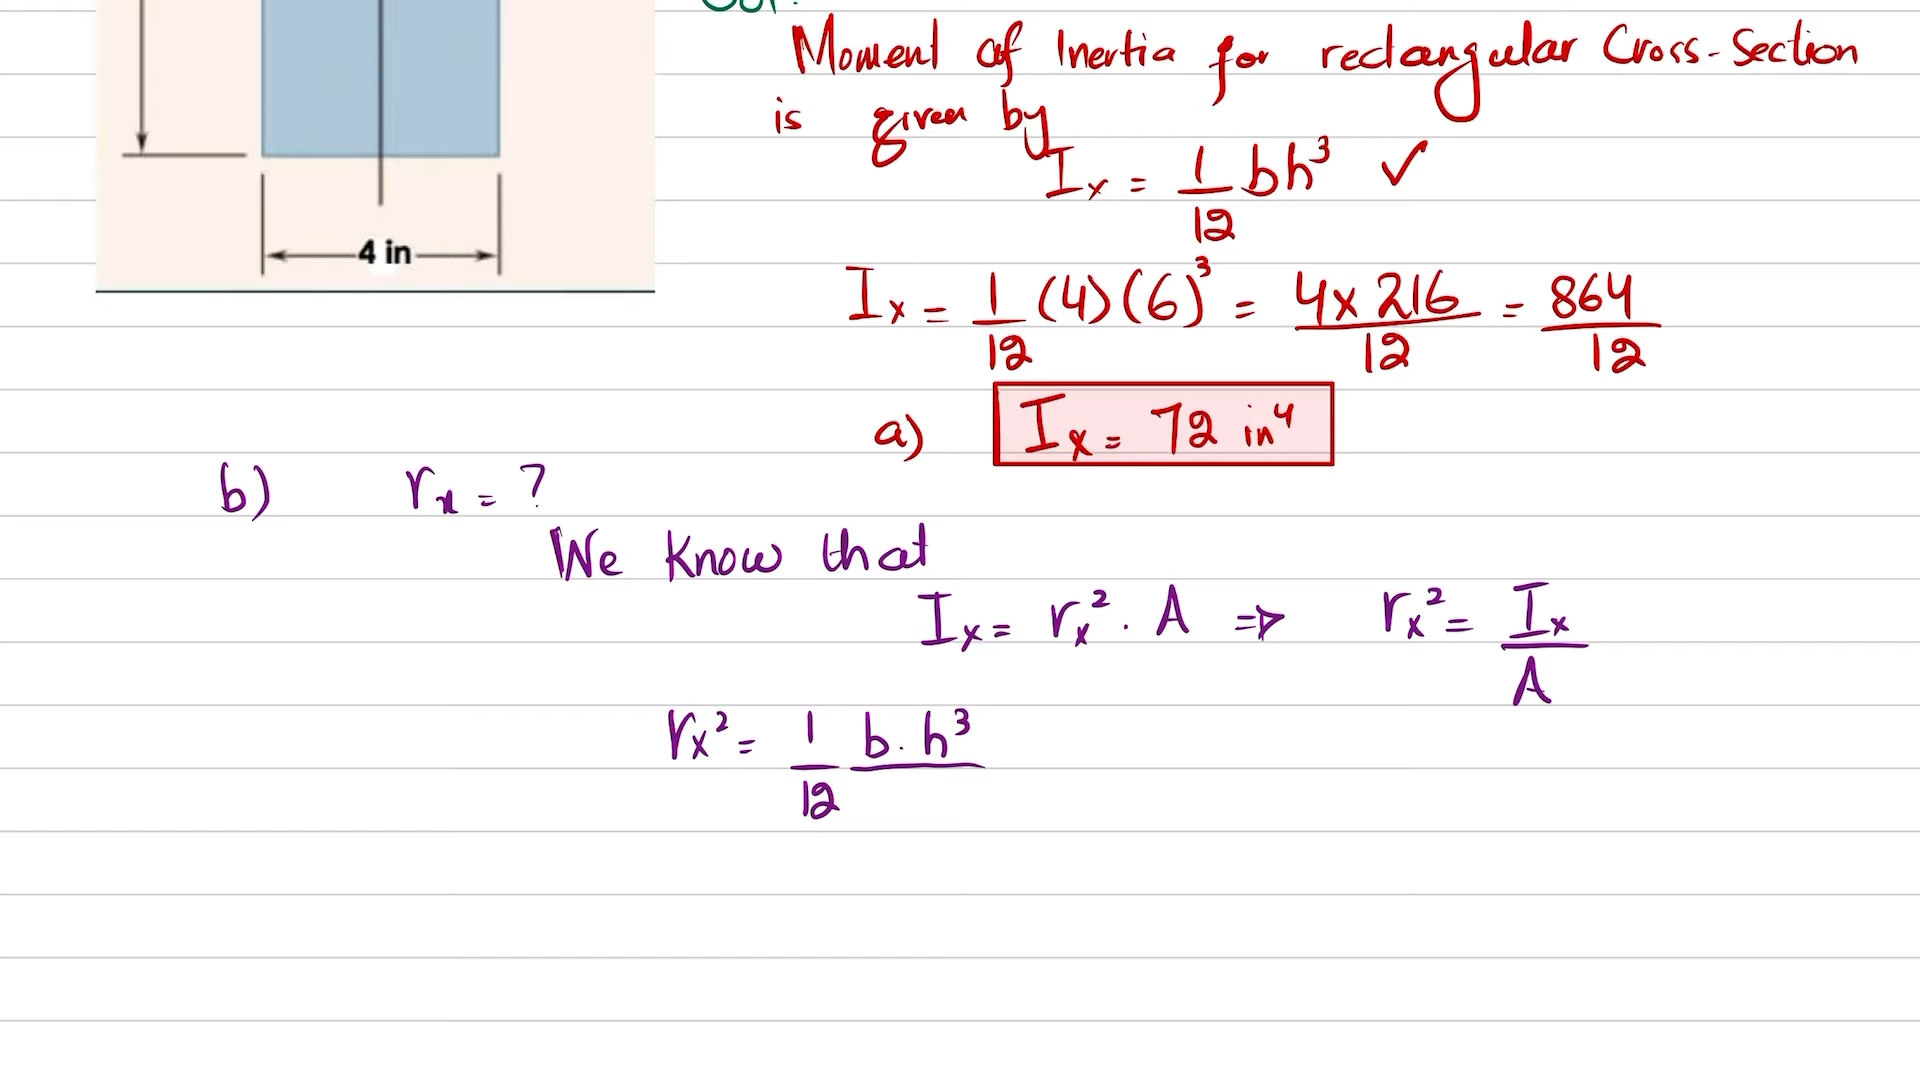 Sol:
Moment of Inertia for rectangular Cross-Section
is given by
Ix = 1/12 bh³ ✓
4 in
Ix = 1/12 (4)(6)³ = 4x216/12 = 864/12
a) Ix = 72 in⁴
b) rx = ?
We Know that
Ix = rx² . A ⇒ rx² = Ix/A
rx² = 1/12 b.h³